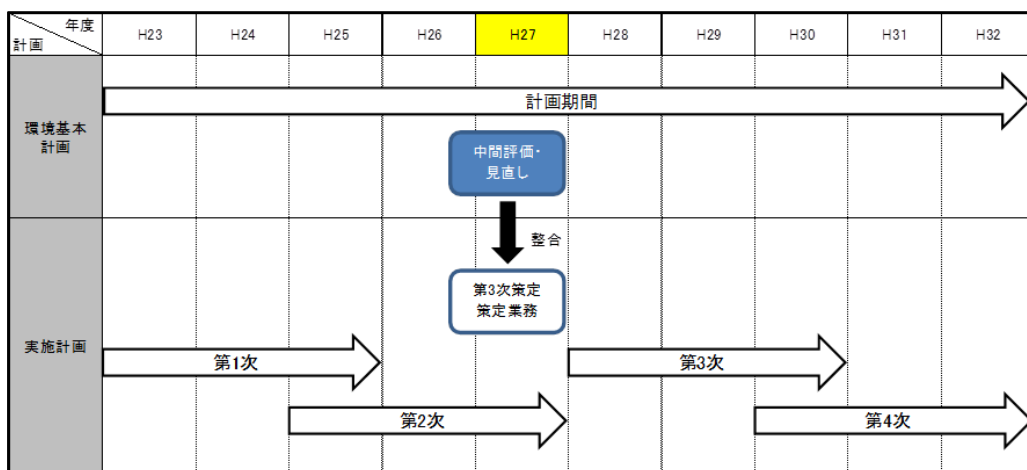 年度
計画
H23
H24
H25
H26
H27
H28
H29
H30
H31
H32
環境基本
計画
計画期間
中間評価・
見直し
整合
実施計画
第3次策定
策定業務
第1次
第3次
第2次
第4次